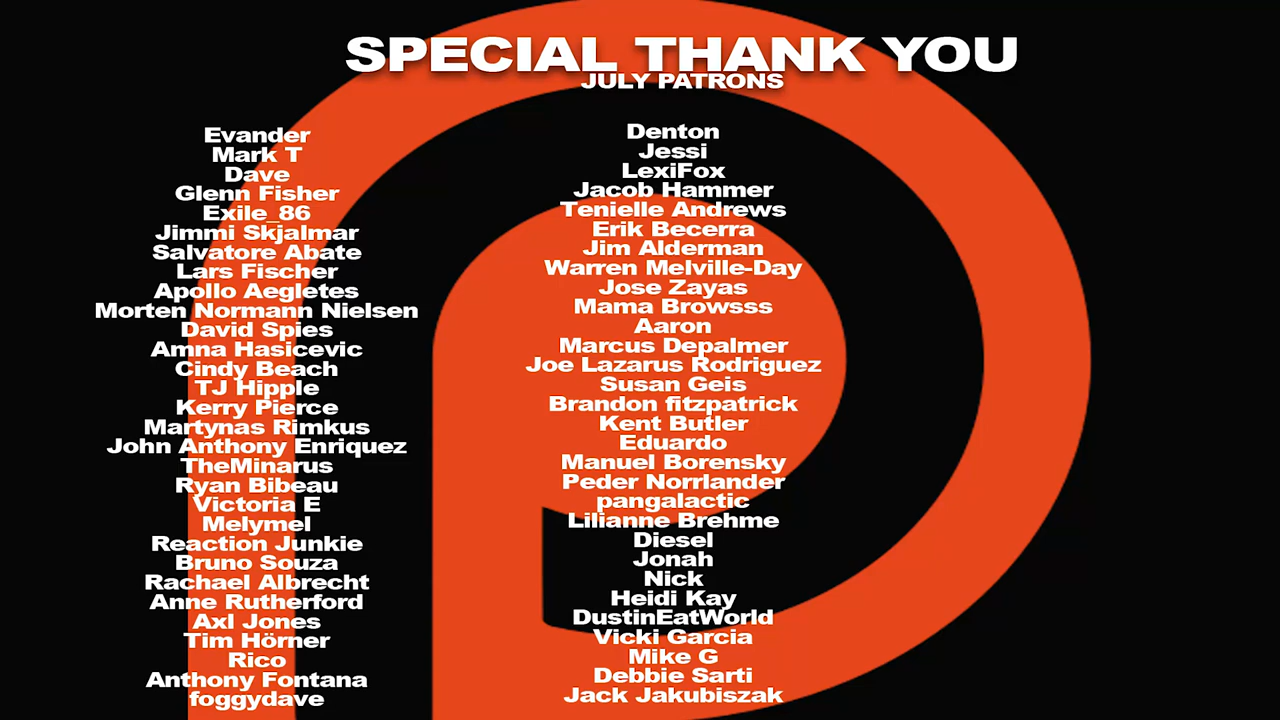 SPECIAL THANK YOU
JULY PATRONS
Evander
Mark T
Dave
Glenn Fisher
Exile_86
Jimmi Skjalmar
Salvatore Abate
Lars Fischer
Apollo Aegletes
Morten Normann Nielsen
David Spies
Amna Hasicevic
Cindy Beach
TJ Hipple
Kerry Pierce
Martynas Rimkus
John Anthony Enriquez
TheMinarus
Ryan Bibeau
Victoria E
Melymel
Reaction Junkie
Bruno Souza
Rachael Albrecht
Anne Rutherford
Axl Jones
Tim Hörner
Rico
Anthony Fontana
foggydave
Denton
Jessi
LexiFox
Jacob Hammer
Tenielle Andrews
Erik Becerra
Jim Alderman
Warren Melville-Day
Jose Zayas
Mama Browsss
Aaron
Marcus Depalmer
Joe Lazarus Rodriguez
Susan Geis
Brandon fitzpatrick
Kent Butler
Eduardo
Manuel Borensky
Peder Norrlander
pangalactic
Lilianne Brehme
Diesel
Jonah
Nick
Heidi Kay
DustinEatWorld
Vicki Garcia
Mike G
Debbie Sarti
Jack Jakubiszak